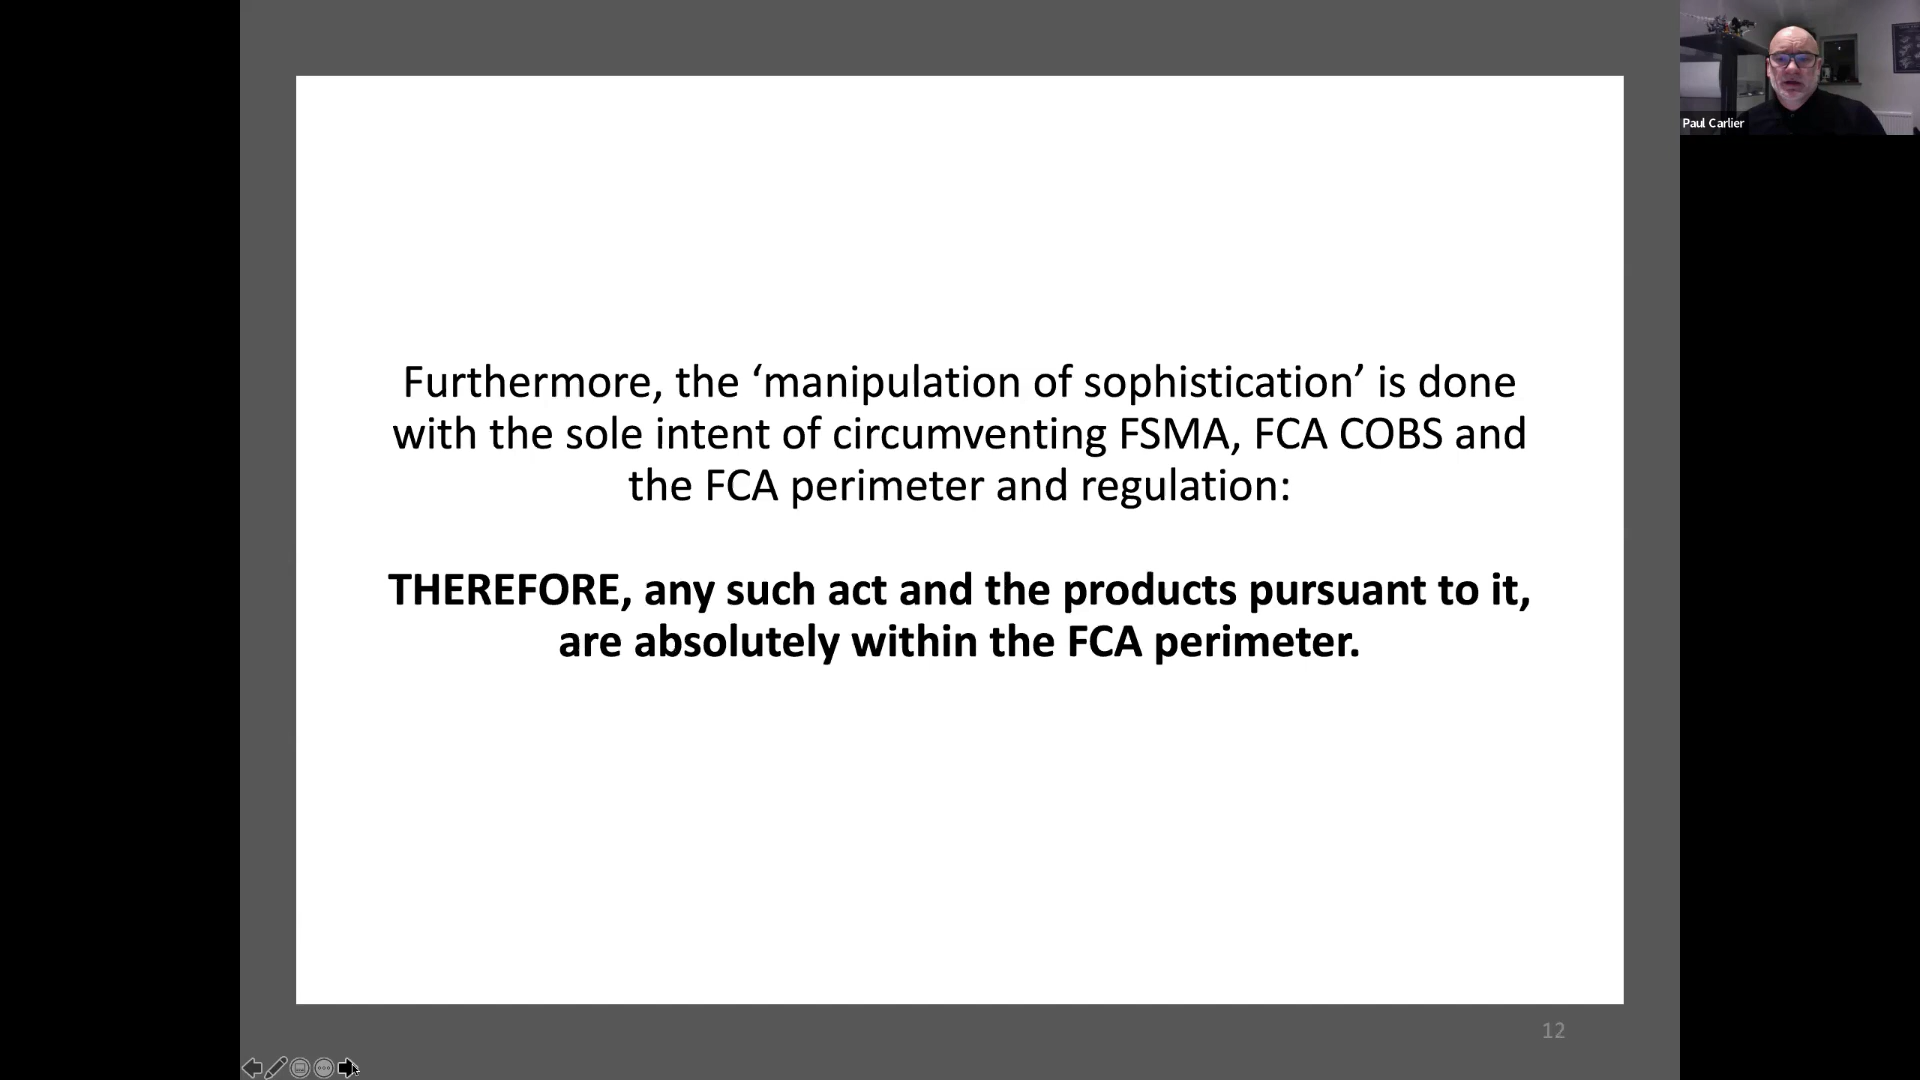 Paul Carlier
Furthermore, the ‘manipulation of sophistication’ is done
with the sole intent of circumventing FSMA, FCA COBS and
the FCA perimeter and regulation:
THEREFORE, any such act and the products pursuant to it,
are absolutely within the FCA perimeter.
12